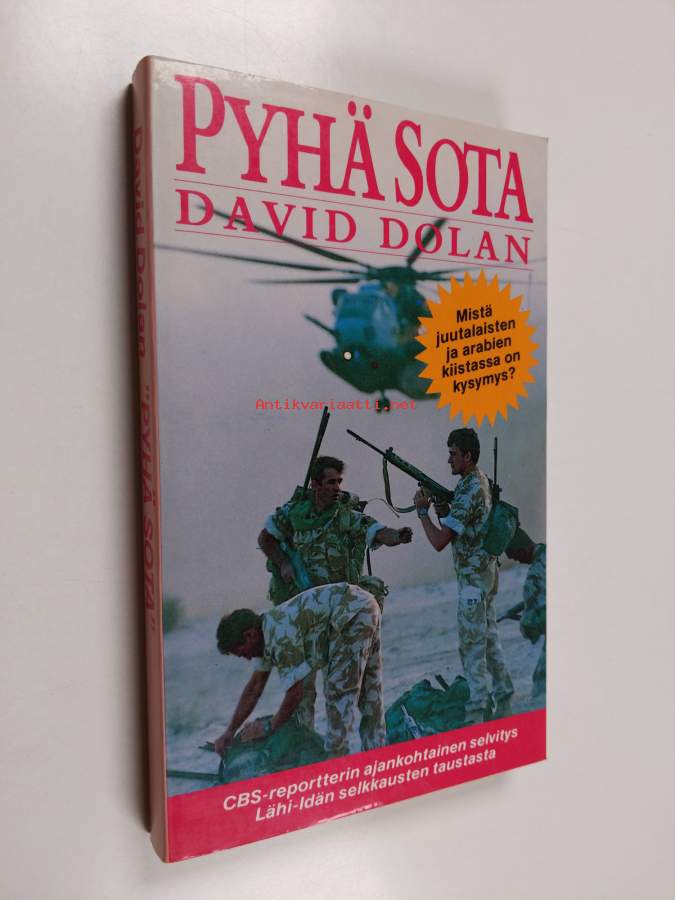 PYHÄ SOTA
DAVID DOLAN
Mistä
juutalaisten
ja arabien
kiistassa on
kysymys?
Antikvariaatti.net
CBS-reportterin ajankohtainen selvitys
Lähi-Idän selkkausten taustasta
David Dolan "PYHÄ SOTA"